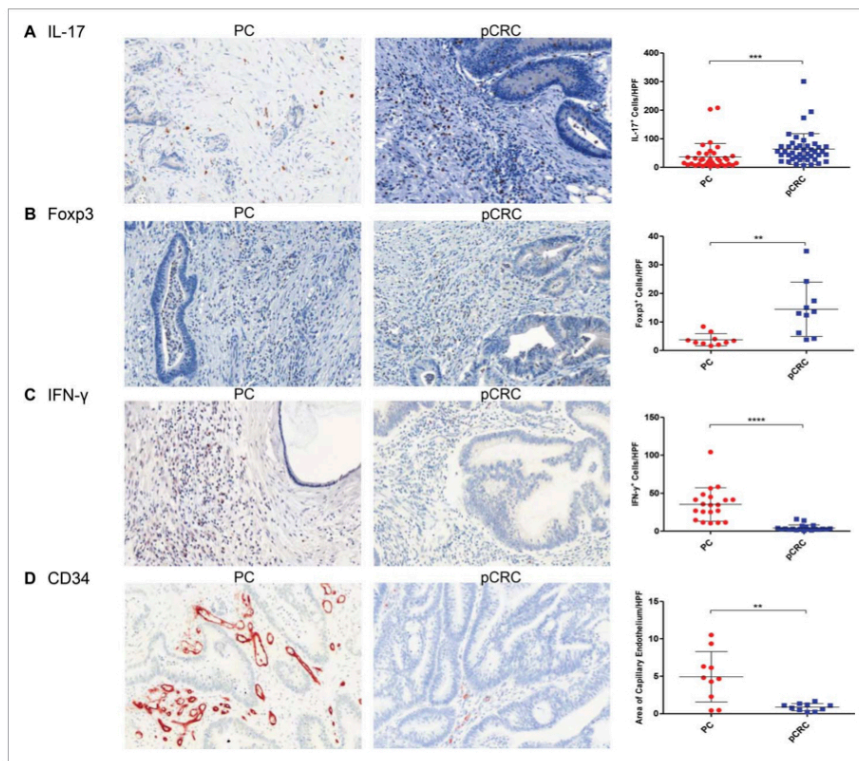 A IL-17
PC
pCRC
IL-17⁺ Cells/HPF
400
300
200
100
0
***
PC
pCRC
B Foxp3
PC
pCRC
Foxp3⁺ Cells/HPF
40
30
20
10
0
**
PC
pCRC
C IFN-γ
PC
pCRC
IFN-γ⁺ Cells/HPF
150
100
50
0
****
PC
pCRC
D CD34
PC
pCRC
Area of Capillary Endothelium/HPF
15
10
5
0
**
PC
pCRC